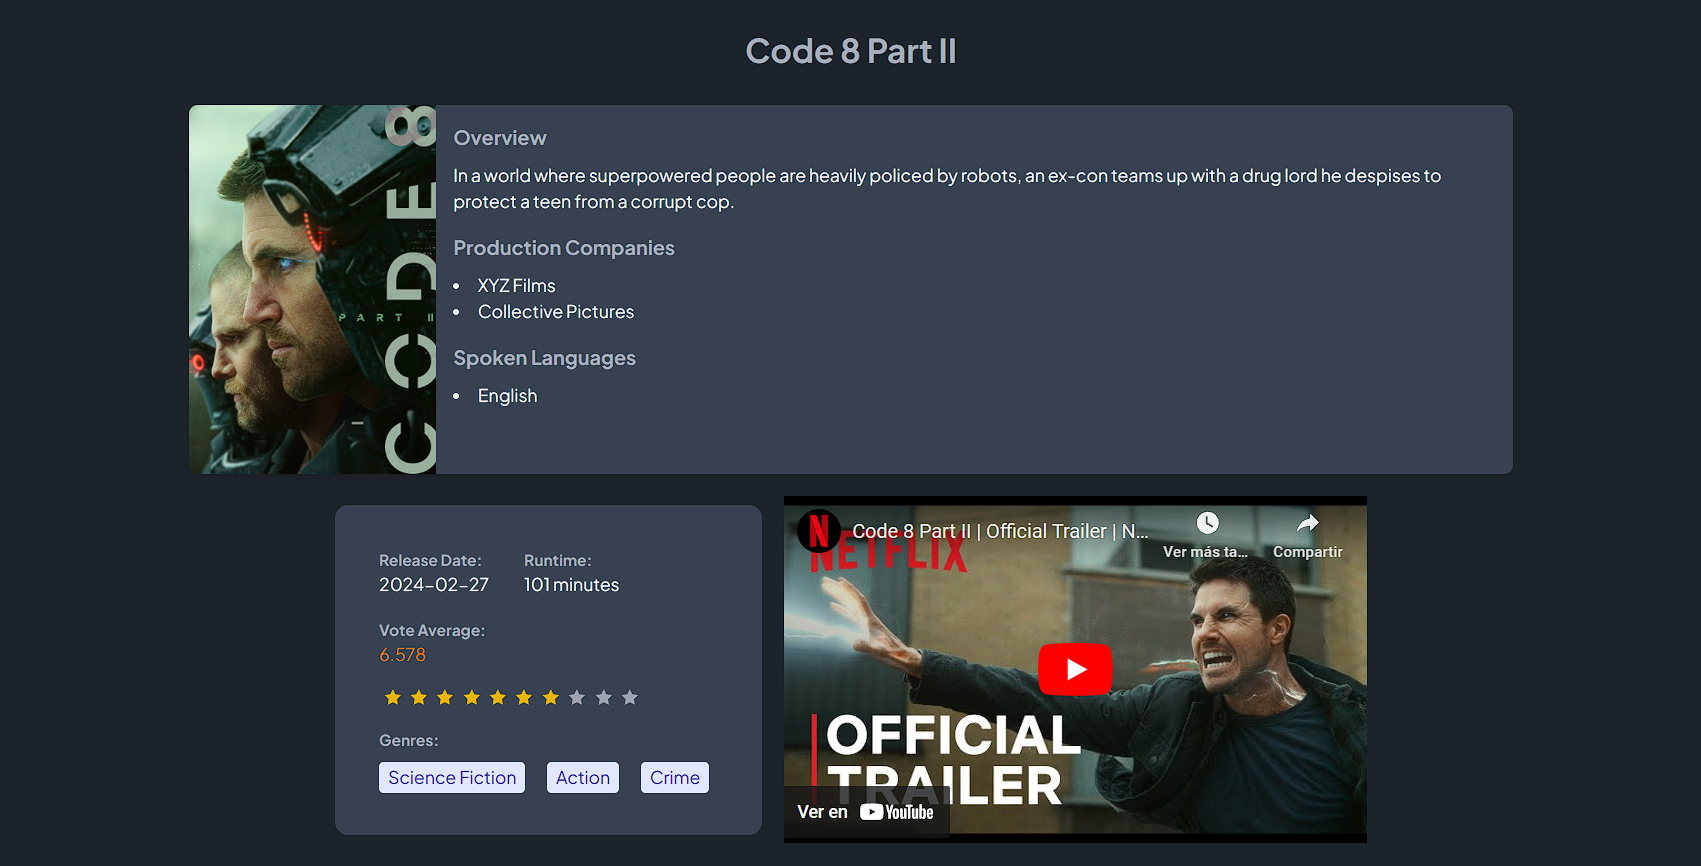 Code 8 Part II
CODE 8
PART II
Overview
In a world where superpowered people are heavily policed by robots, an ex-con teams up with a drug lord he despises to
protect a teen from a corrupt cop.
Production Companies
• XYZ Films
• Collective Pictures
Spoken Languages
• English
Release Date:
Runtime:
2024-02-27
101 minutes
Vote Average:
6.578
Genres:
Science Fiction
Action
Crime
N
Code 8 Part II | Official Trailer | N...
Ver más ta...
Compartir
NETFLIX
OFFICIAL
TRAILER
Ver en YouTube